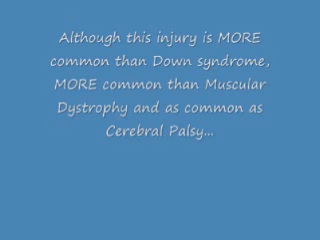 Although this injury is MORE
common than Down syndrome,
MORE common than Muscular
Dystrophy and as common as
Cerebral Palsy...